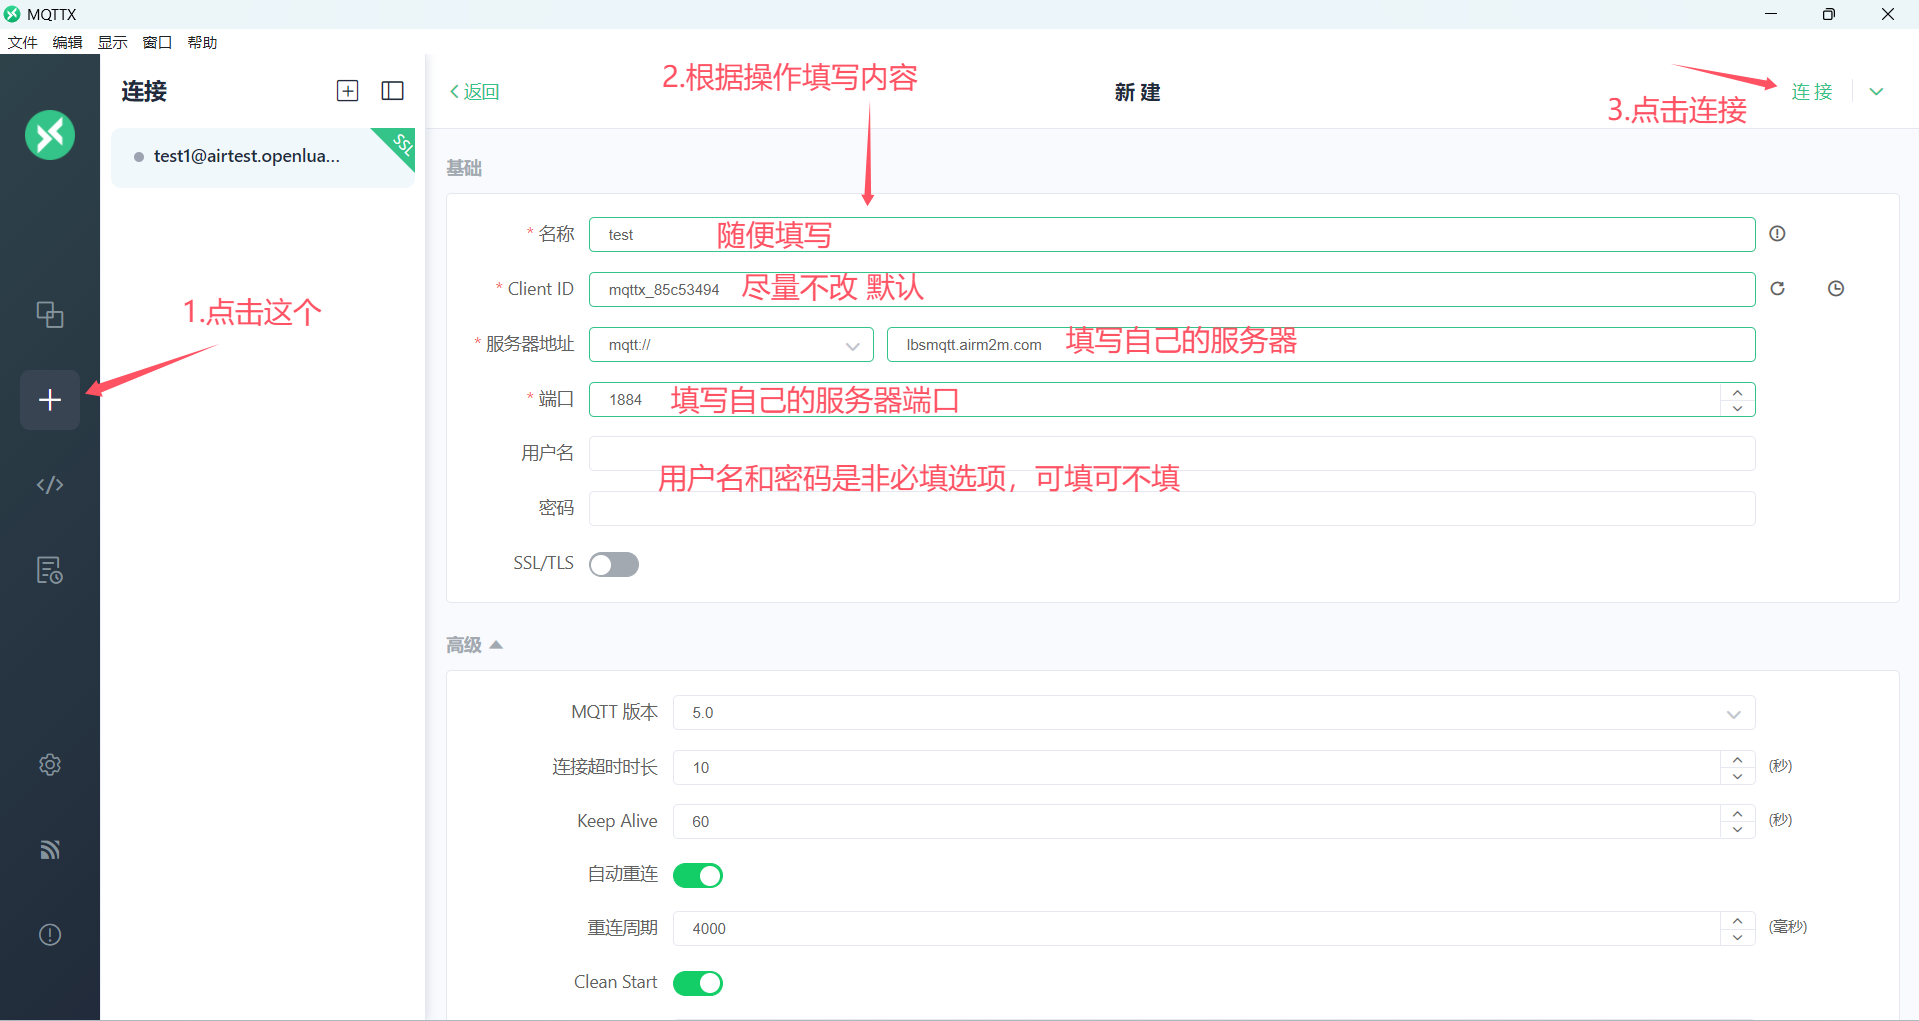 MQTTX
文件 编辑 显示 窗口 帮助
连接
test1@airtest.openlua...
SSL
1.点击这个
返回
2.根据操作填写内容
新建
连接
3.点击连接
基础
* 名称 test 随便填写
* Client ID mqttx_85c53494 尽量不改 默认
* 服务器地址 mqtt:// lbsmqtt.airm2m.com 填写自己的服务器
* 端口 1884 填写自己的服务器端口
用户名
用户名和密码是非必填选项，可填可不填
密码
SSL/TLS
高级
MQTT 版本 5.0
连接超时时长 10 (秒)
Keep Alive 60 (秒)
自动重连
重连周期 4000 (毫秒)
Clean Start